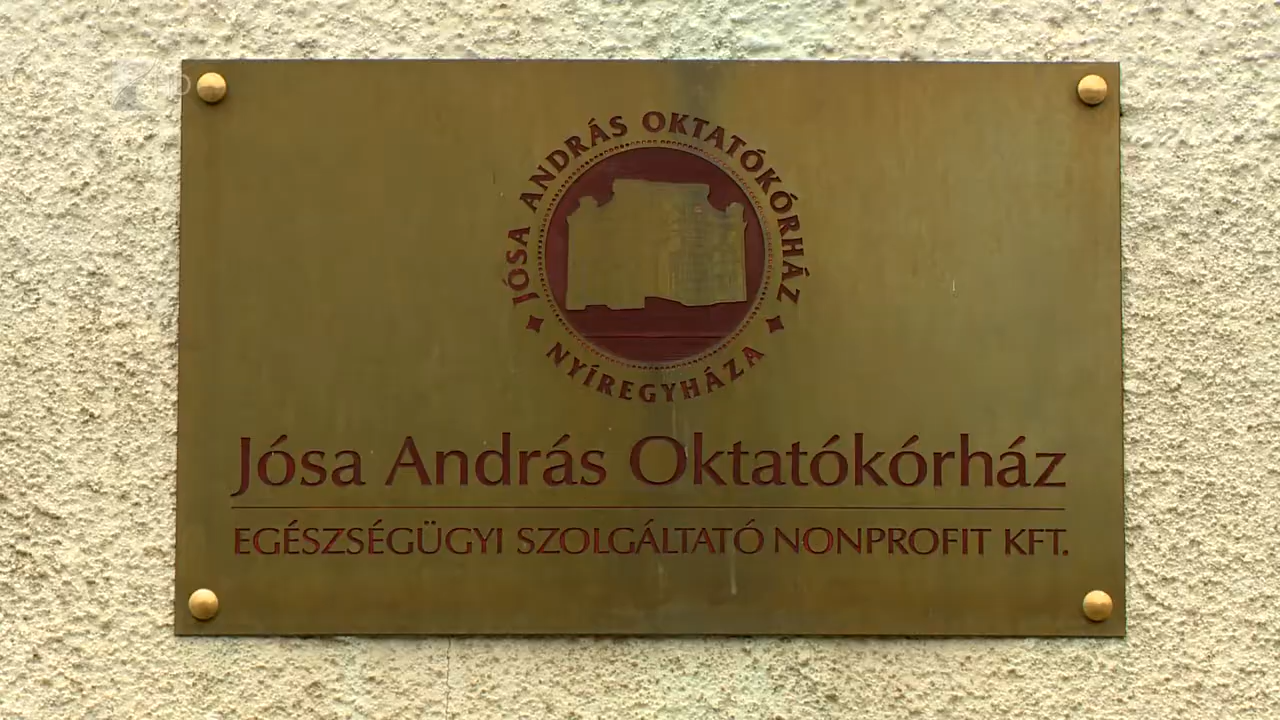 JÓSA ANDRÁS OKTATÓKÓRHÁZ
NYÍREGYHÁZA
Jósa András Oktatókórház
EGÉSZSÉGÜGYI SZOLGÁLTATÓ NONPROFIT KFT.